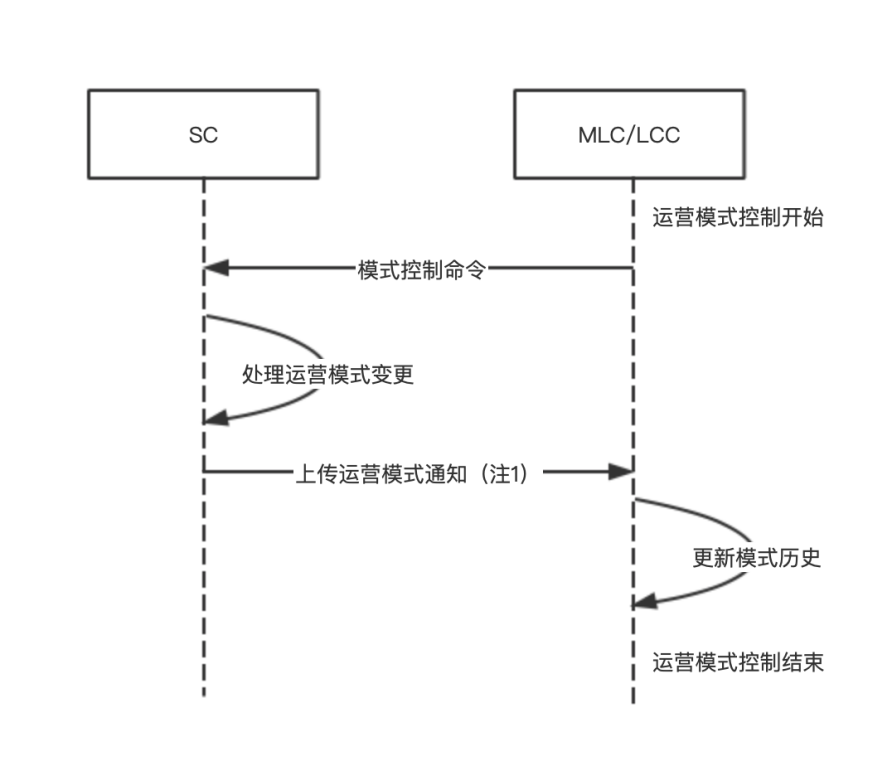 SC
MLC/LCC
运营模式控制开始
模式控制命令
处理运营模式变更
上传运营模式通知（注1）
更新模式历史
运营模式控制结束